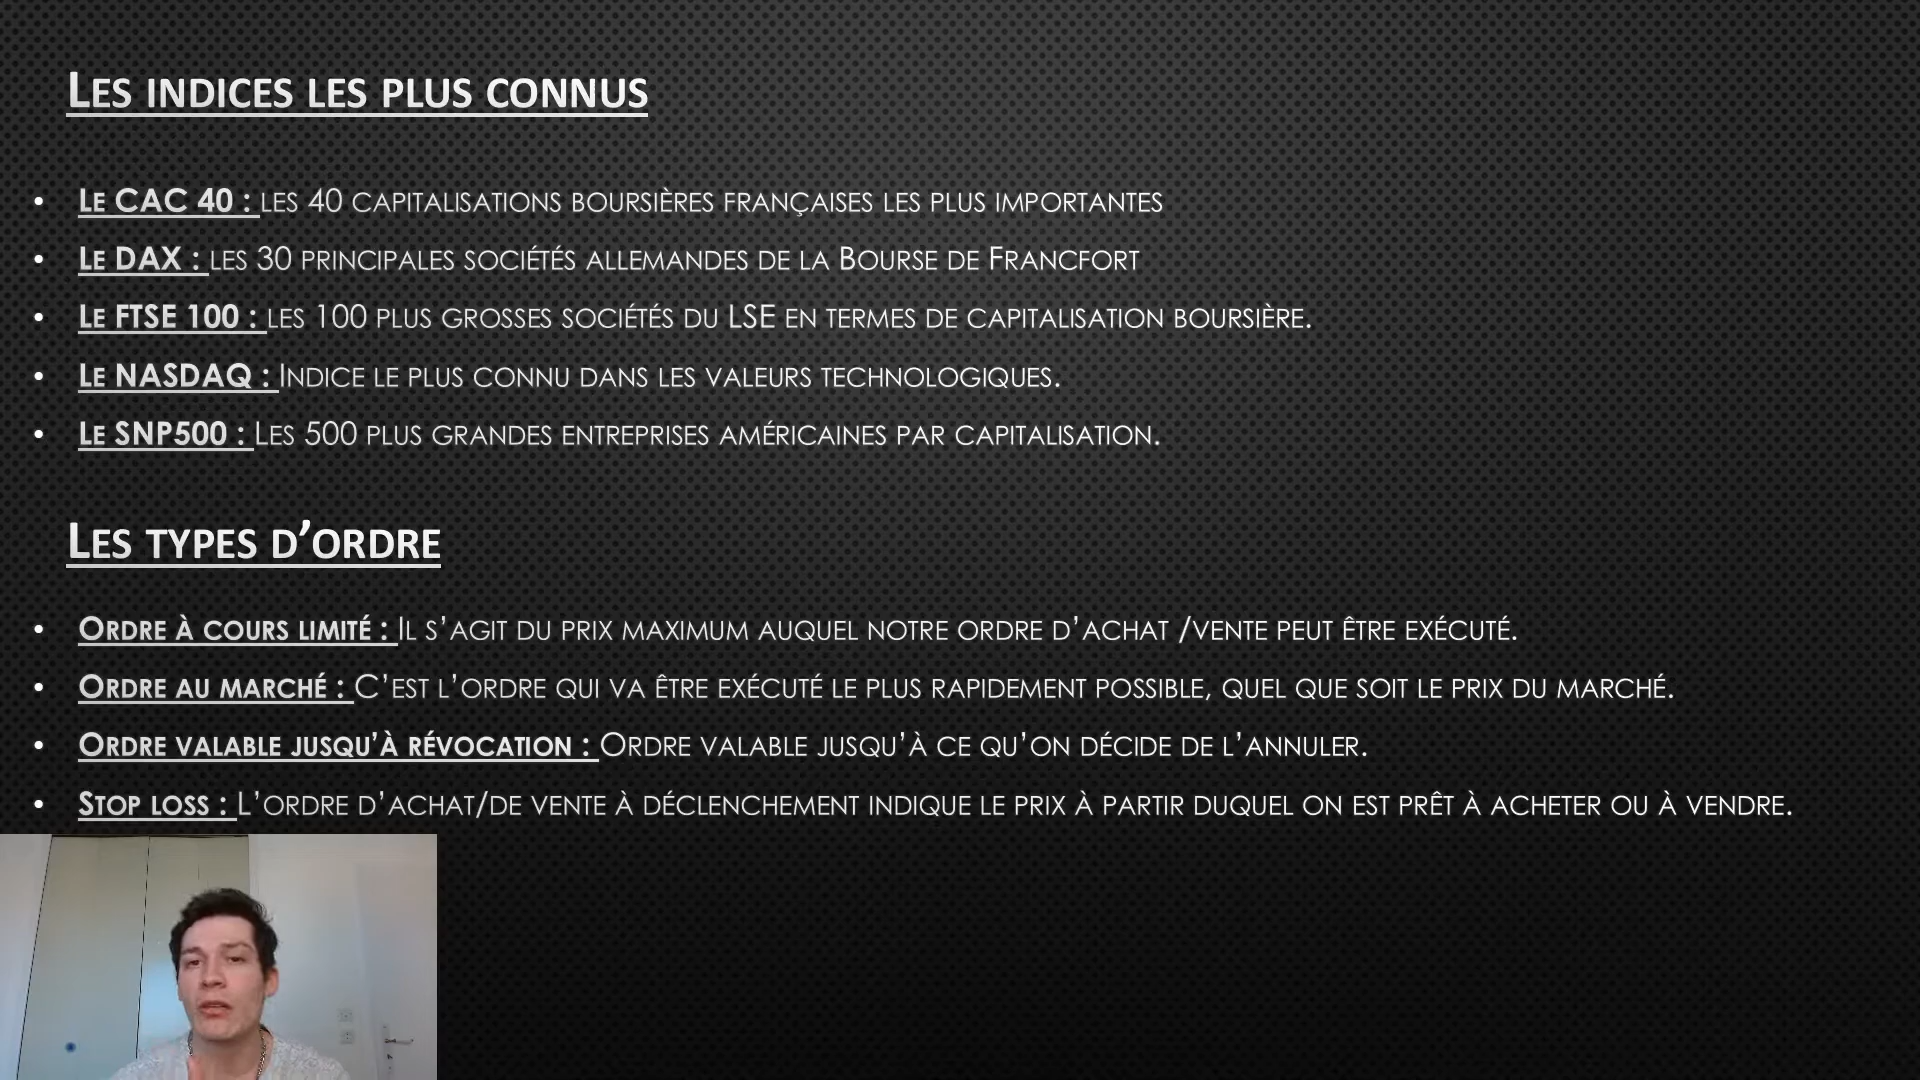 Les indices les plus connus
• Le CAC 40 : les 40 capitalisations boursières françaises les plus importantes
• Le DAX : les 30 principales sociétés allemandes de la Bourse de Francfort
• Le FTSE 100 : les 100 plus grosses sociétés du LSE en termes de capitalisation boursière.
• Le NASDAQ : Indice le plus connu dans les valeurs technologiques.
• Le SNP500 : Les 500 plus grandes entreprises américaines par capitalisation.
Les types d’ordre
• Ordre à cours limité : Il s’agit du prix maximum auquel notre ordre d’achat /vente peut être exécuté.
• Ordre au marché : C’est l’ordre qui va être exécuté le plus rapidement possible, quel que soit le prix du marché.
• Ordre valable jusqu’à révocation : Ordre valable jusqu’à ce qu’on décide de l’annuler.
• Stop loss : L’ordre d’achat/de vente à déclenchement indique le prix à partir duquel on est prêt à acheter ou à vendre.